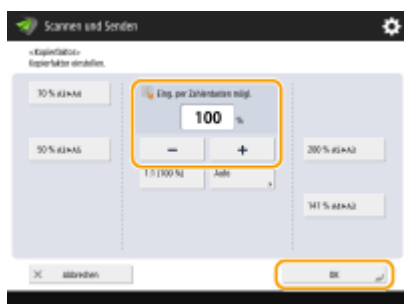 Scannen und Senden
<Kopierfaktor>
Kopierfaktor einstellen.
Eing. per Zahlentasten mögl.
100 %
70 % A3►A4
− +
50 % A3►A5
200 % A5►A3
1:1 (100 %) Auto
141 % A4►A3
× Abbrechen
OK